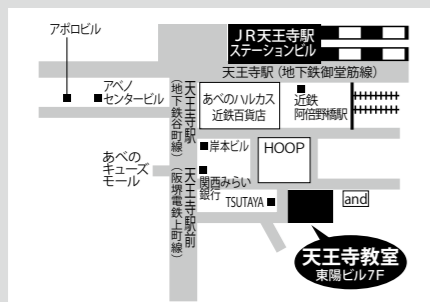 アポロビル
JR天王寺駅
ステーションビル
天王寺駅（地下鉄御堂筋線）
アベノ
センタービル
天王寺駅
（地下鉄谷町線）
あべのハルカス
近鉄百貨店
近鉄
阿倍野橋駅
岸本ビル
HOOP
あべの
キューズ
モール
関西みらい
銀行
天王寺駅前
（阪堺電鉄上町線）
TSUTAYA
and
天王寺教室
東陽ビル7F